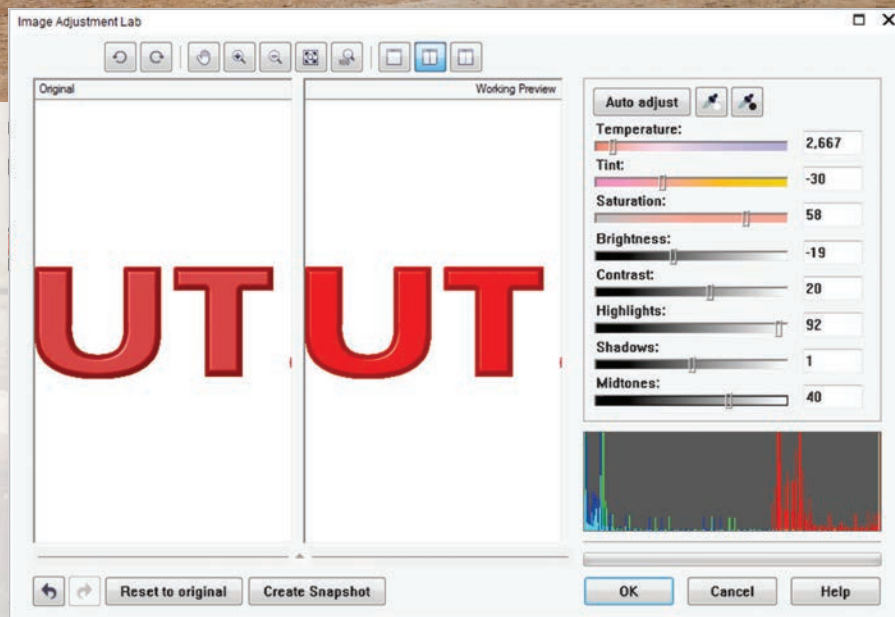 Image Adjustment Lab
Original
Working Preview
UT
UT
Auto adjust
Temperature:
2,667
Tint:
-30
Saturation:
58
Brightness:
-19
Contrast:
20
Highlights:
92
Shadows:
1
Midtones:
40
Reset to original
Create Snapshot
OK
Cancel
Help